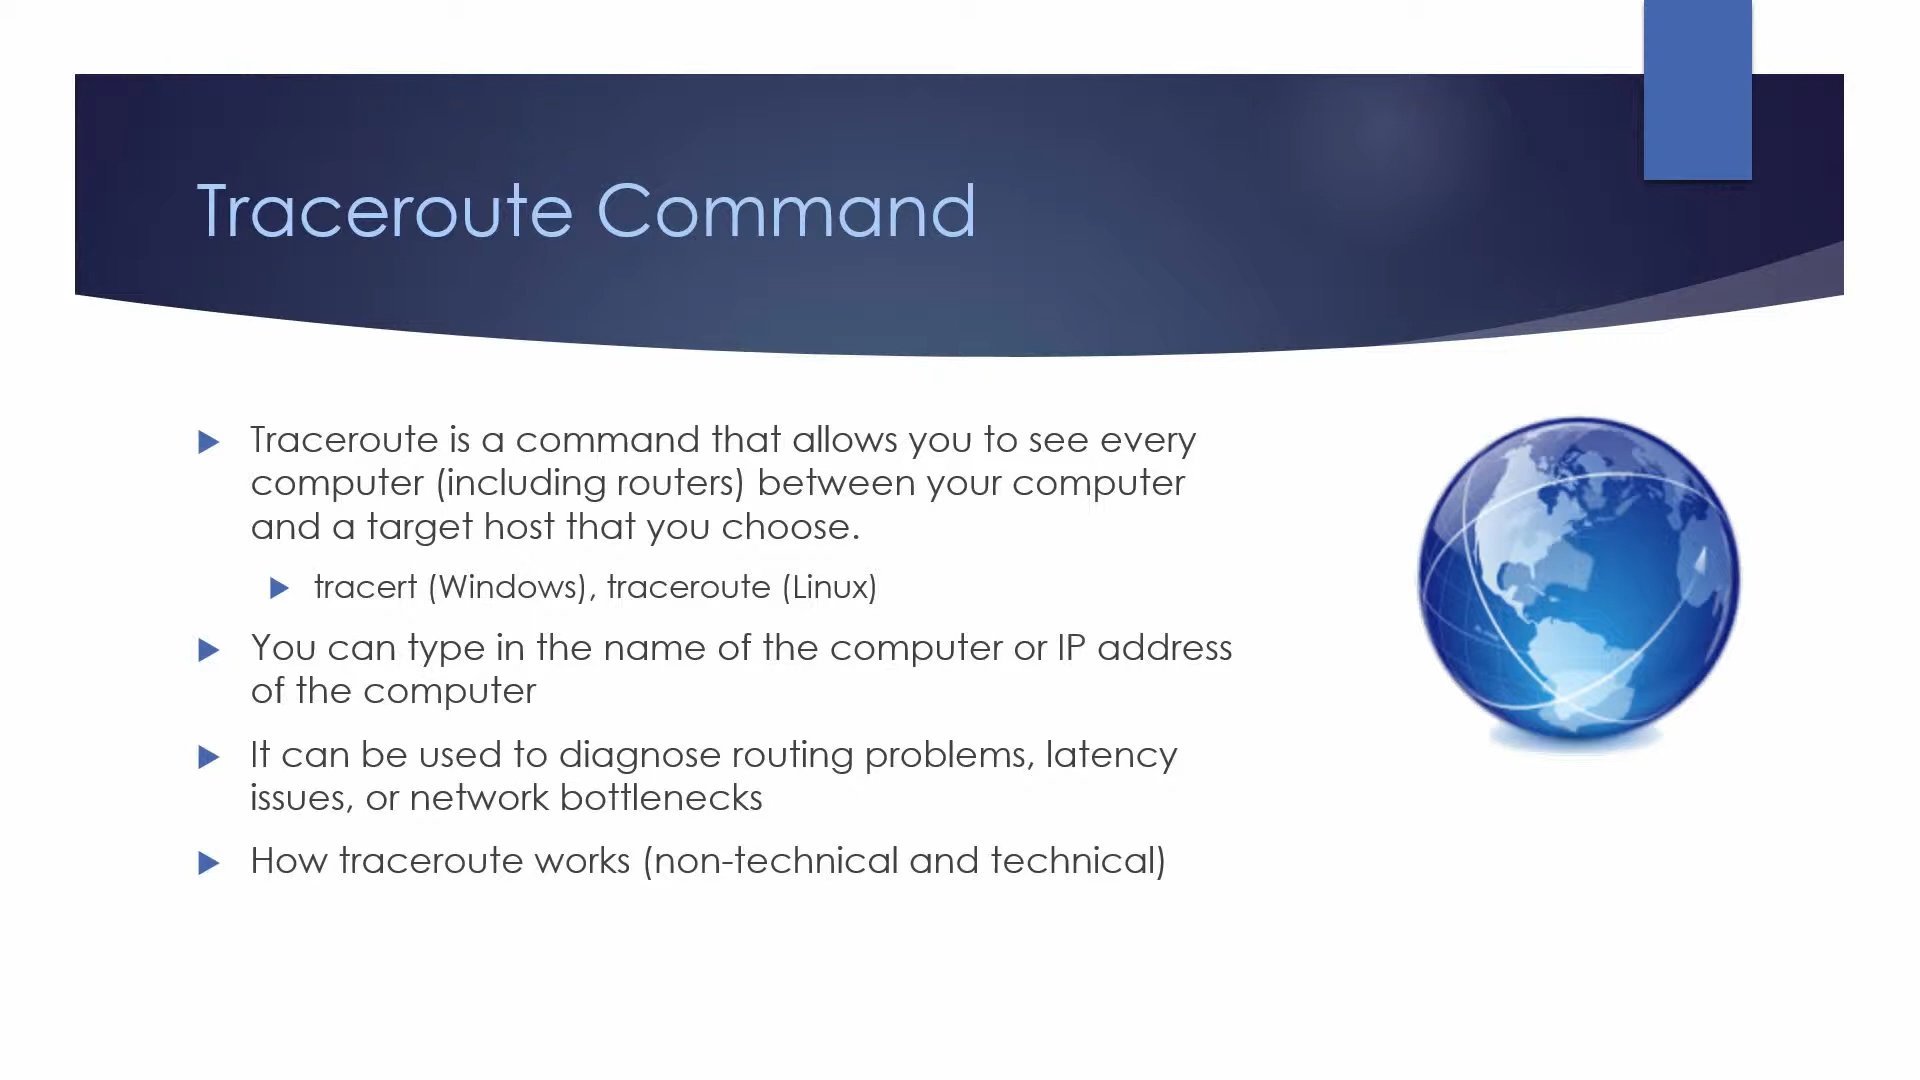 Traceroute Command
Traceroute is a command that allows you to see every
computer (including routers) between your computer
and a target host that you choose.
tracert (Windows), traceroute (Linux)
You can type in the name of the computer or IP address
of the computer
It can be used to diagnose routing problems, latency
issues, or network bottlenecks
How traceroute works (non-technical and technical)